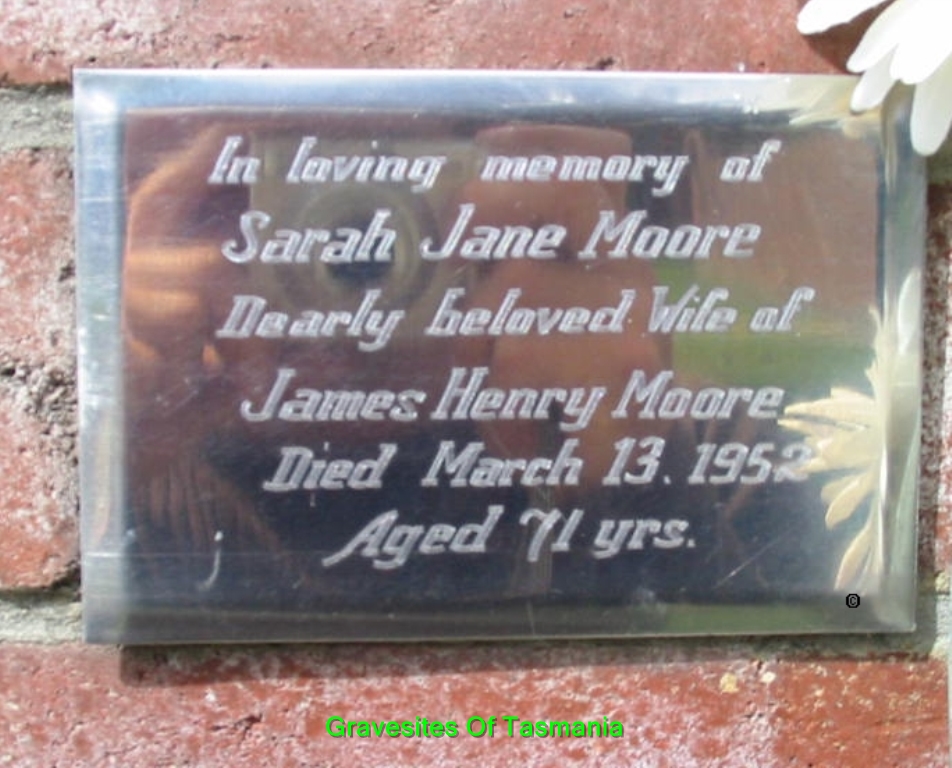 In loving memory of
Sarah Jane Moore
Dearly beloved Wife of
James Henry Moore
Died March 13. 1952
Aged 71 yrs.
©
Gravesites Of Tasmania